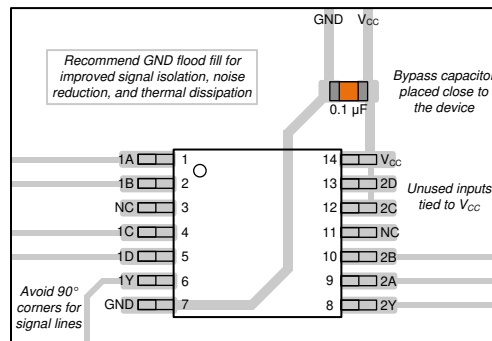 GND VCC
Recommend GND flood fill for
improved signal isolation, noise
reduction, and thermal dissipation
Bypass capacitor
placed close to
the device
0.1 µF
1A 1 14 VCC
1B 2 13 2D
NC 3 12 2C
Unused inputs
tied to VCC
1C 4 11 NC
1D 5 10 2B
1Y 6 9 2A
GND 7 8 2Y
Avoid 90°
corners for
signal lines